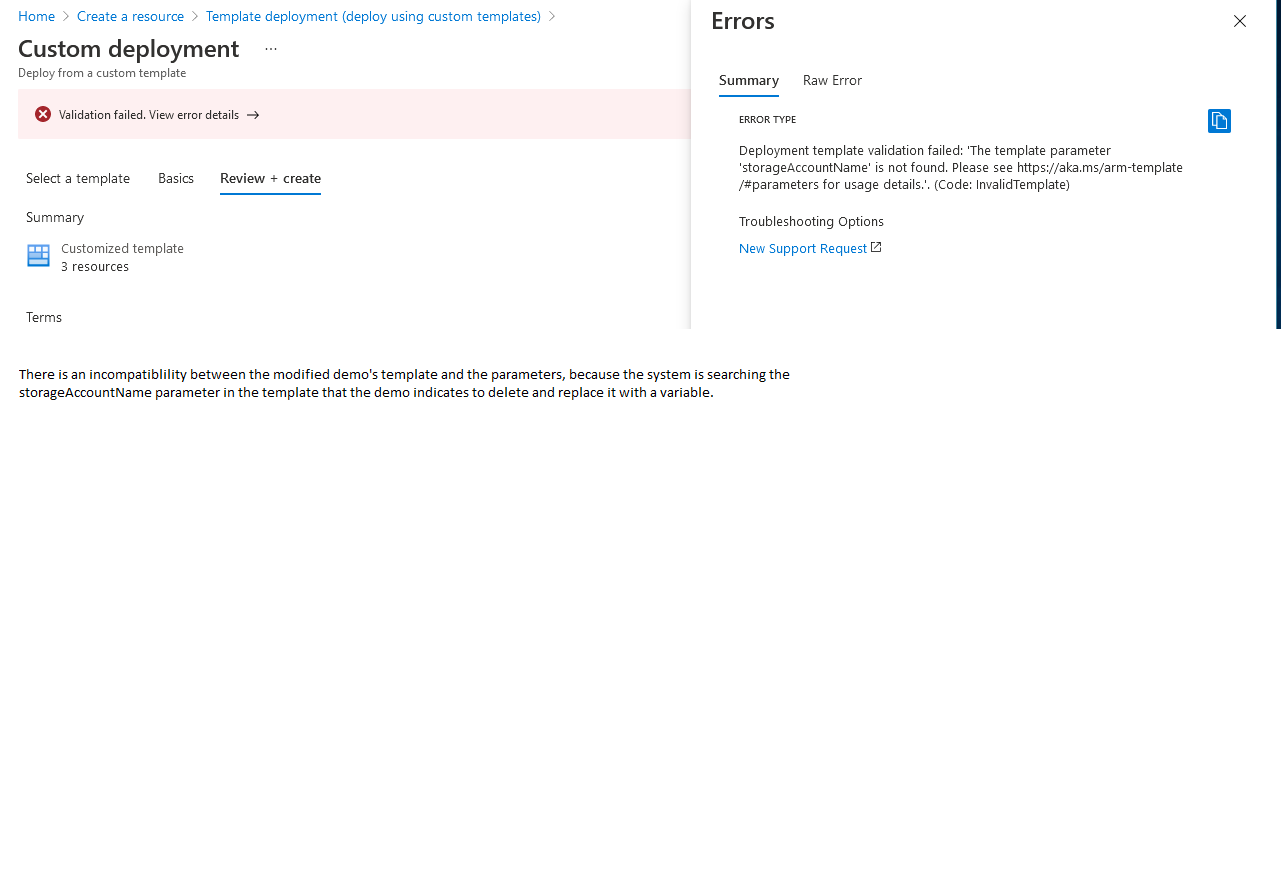 Home > Create a resource > Template deployment (deploy using custom templates) >
Custom deployment ...
Deploy from a custom template
Validation failed. View error details →
Select a template Basics Review + create
Summary
Customized template
3 resources
Terms
Errors
Summary Raw Error
ERROR TYPE
Deployment template validation failed: 'The template parameter
'storageAccountName' is not found. Please see https://aka.ms/arm-template
/#parameters for usage details.'. (Code: InvalidTemplate)
Troubleshooting Options
New Support Request
There is an incompatiblility between the modified demo's template and the parameters, because the system is searching the
storageAccountName parameter in the template that the demo indicates to delete and replace it with a variable.